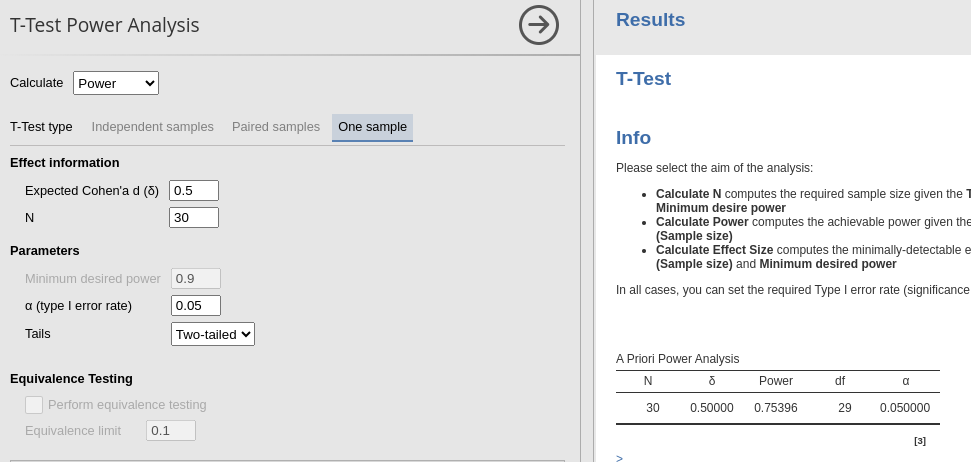 T-Test Power Analysis
Calculate Power
T-Test type Independent samples Paired samples One sample
Effect information
Expected Cohen'a d (δ) 0.5
N 30
Parameters
Minimum desired power 0.9
α (type I error rate) 0.05
Tails Two-tailed
Equivalence Testing
Perform equivalence testing
Equivalence limit 0.1
Results
T-Test
Info
Please select the aim of the analysis:
• Calculate N computes the required sample size given the T
Minimum desire power
• Calculate Power computes the achievable power given the
(Sample size)
• Calculate Effect Size computes the minimally-detectable e
(Sample size) and Minimum desired power
In all cases, you can set the required Type I error rate (significance
A Priori Power Analysis
N δ Power df α
30 0.50000 0.75396 29 0.050000
[3]
>